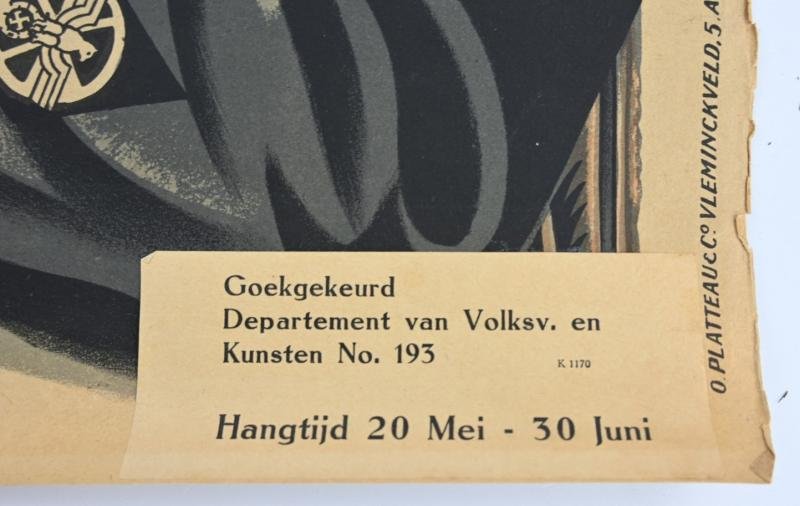 Goekgekeurd
Departement van Volksv. en
Kunsten No. 193
K 1170
Hangtijd 20 Mei - 30 Juni
O. PLATTEAU & Co VLEMINCKVELD, 5. A